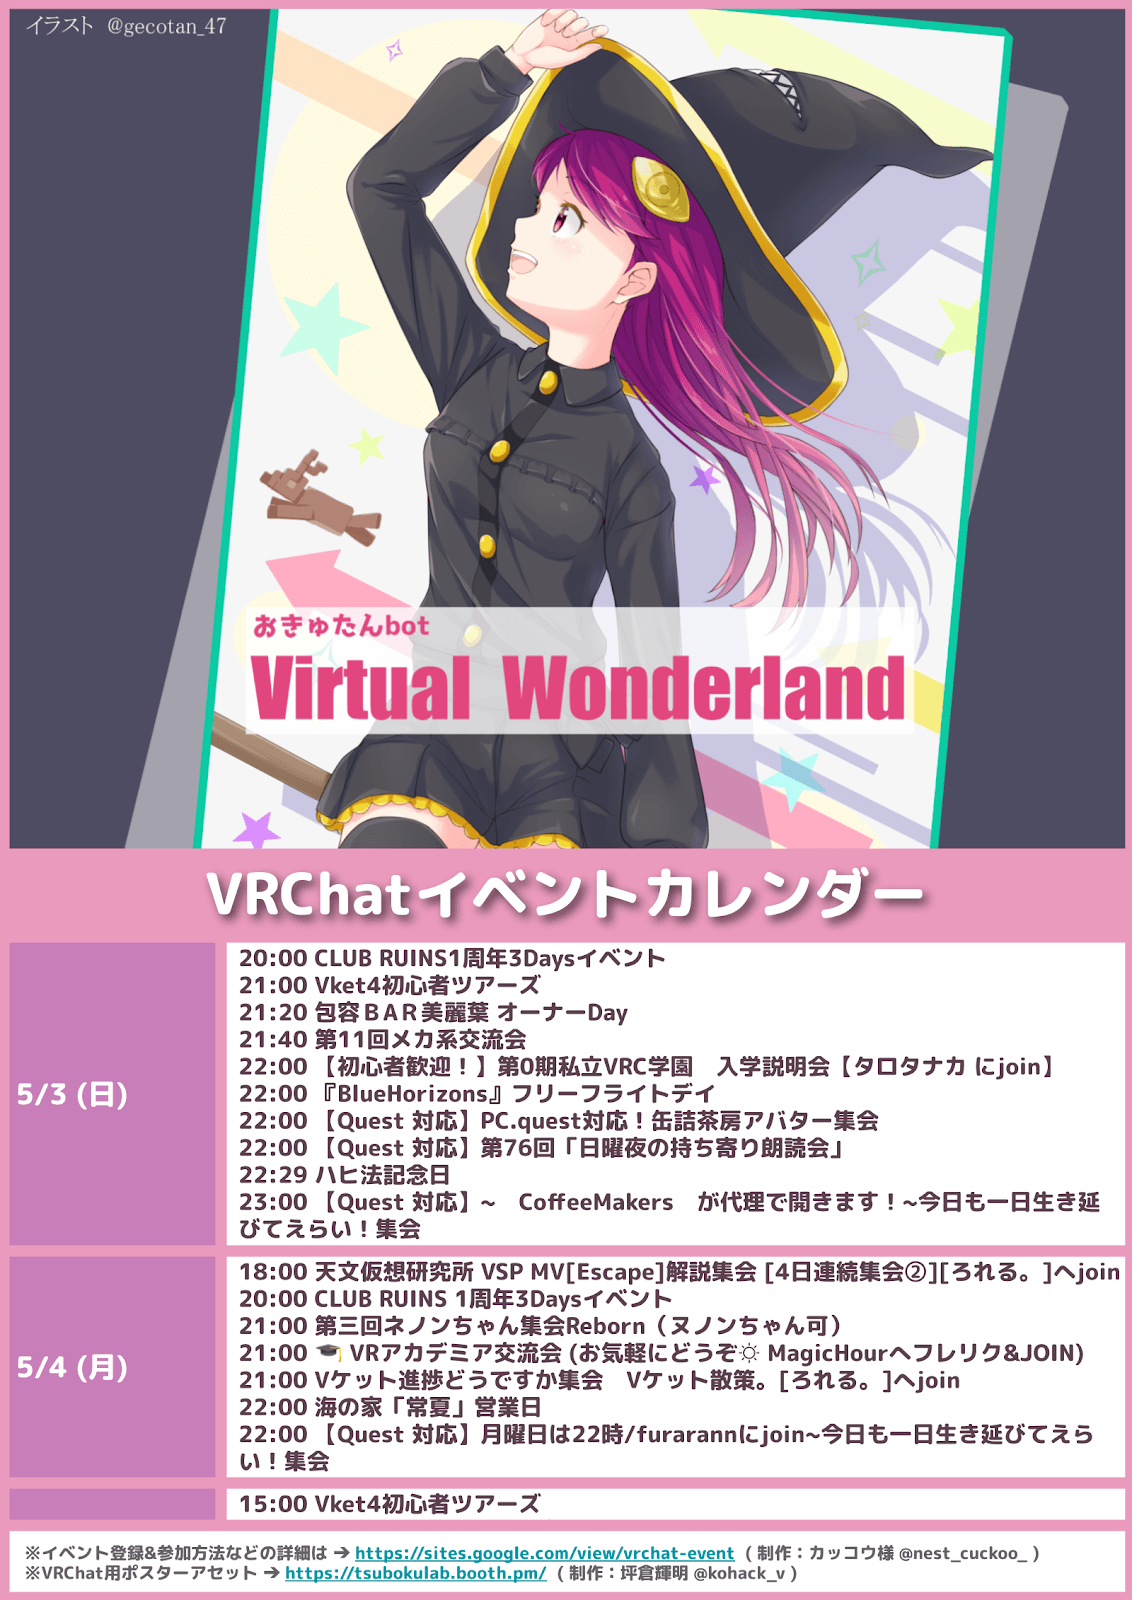 イラスト @gecotan_47
おきゅたんbot
Virtual Wonderland
VRChatイベントカレンダー
5/3 (日)
20:00 CLUB RUINS1周年3Daysイベント
21:00 Vket4初心者ツアーズ
21:20 包容ＢＡＲ美麗葉 オーナーDay
21:40 第11回メカ系交流会
22:00 【初心者歓迎！】第0期私立VRC学園　入学説明会【タロタナカ にjoin】
22:00 『BlueHorizons』フリーフライトデイ
22:00 【Quest 対応】PC.quest対応！缶詰茶房アバター集会
22:00 【Quest 対応】第76回「日曜夜の持ち寄り朗読会」
22:29 ハヒ法記念日
23:00 【Quest 対応】~　CoffeeMakers　が代理で開きます！~今日も一日生き延
びてえらい！集会
5/4 (月)
18:00 天文仮想研究所 VSP MV[Escape]解説集会 [4日連続集会②][ろれる。]へjoin
20:00 CLUB RUINS 1周年3Daysイベント
21:00 第三回ネノンちゃん集会Reborn（ヌノンちゃん可）
21:00 🎓 VRアカデミア交流会 (お気軽にどうぞ☼ MagicHourへフレリク&JOIN)
21:00 Vケット進捗どうですか集会　Vケット散策。[ろれる。]へjoin
22:00 海の家「常夏」営業日
22:00 【Quest 対応】月曜日は22時/furarannにjoin~今日も一日生き延びてえら
い！集会
15:00 Vket4初心者ツアーズ
※イベント登録&参加方法などの詳細は ➔ https://sites.google.com/view/vrchat-event （ 制作：カッコウ様 @nest_cuckoo_ ）
※VRChat用ポスターアセット ➔ https://tsubokulab.booth.pm/ （ 制作：坪倉輝明 @kohack_v ）